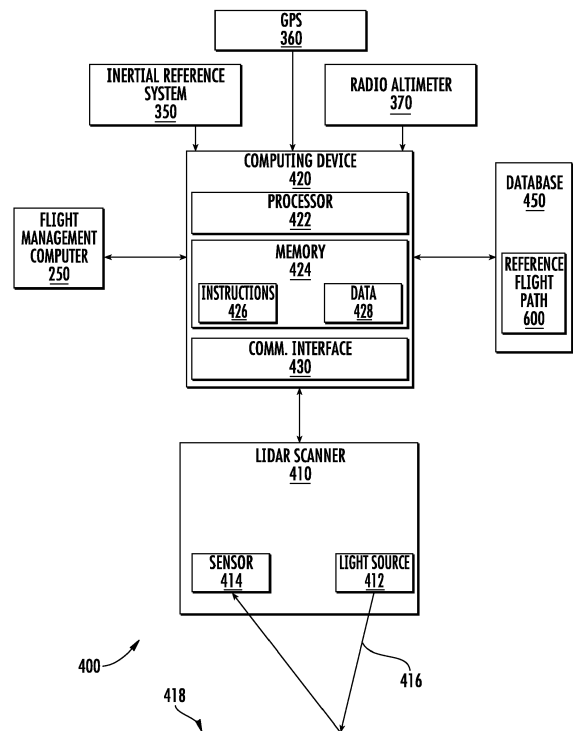 GPS
360
INERTIAL REFERENCE
SYSTEM
350
RADIO ALTIMETER
370
COMPUTING DEVICE
420
PROCESSOR
422
MEMORY
424
INSTRUCTIONS
426
DATA
428
COMM. INTERFACE
430
FLIGHT
MANAGEMENT
COMPUTER
250
DATABASE
450
REFERENCE
FLIGHT
PATH
600
LIDAR SCANNER
410
SENSOR
414
LIGHT SOURCE
412
400
416
418